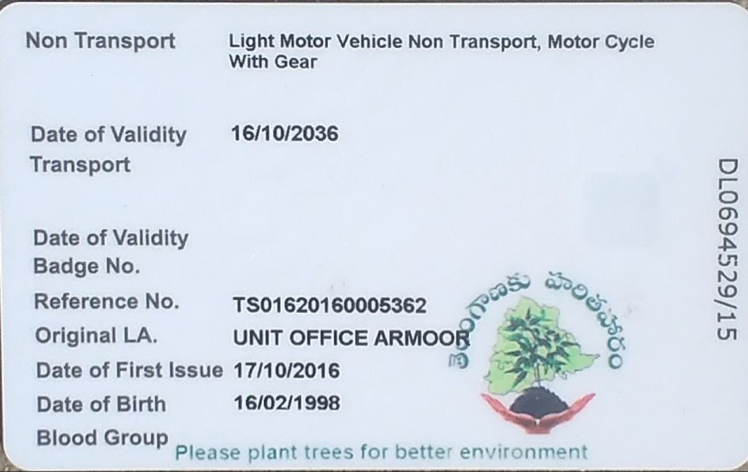 Non Transport Light Motor Vehicle Non Transport, Motor Cycle
With Gear
Date of Validity 16/10/2036
Transport
Date of Validity
Badge No.
Reference No. TS01620160005362
Original LA. UNIT OFFICE ARMOOR
Date of First Issue 17/10/2016
Date of Birth 16/02/1998
Blood Group
తెలంగాణకు హరితహారం
Please plant trees for better environment
DL0694529/15